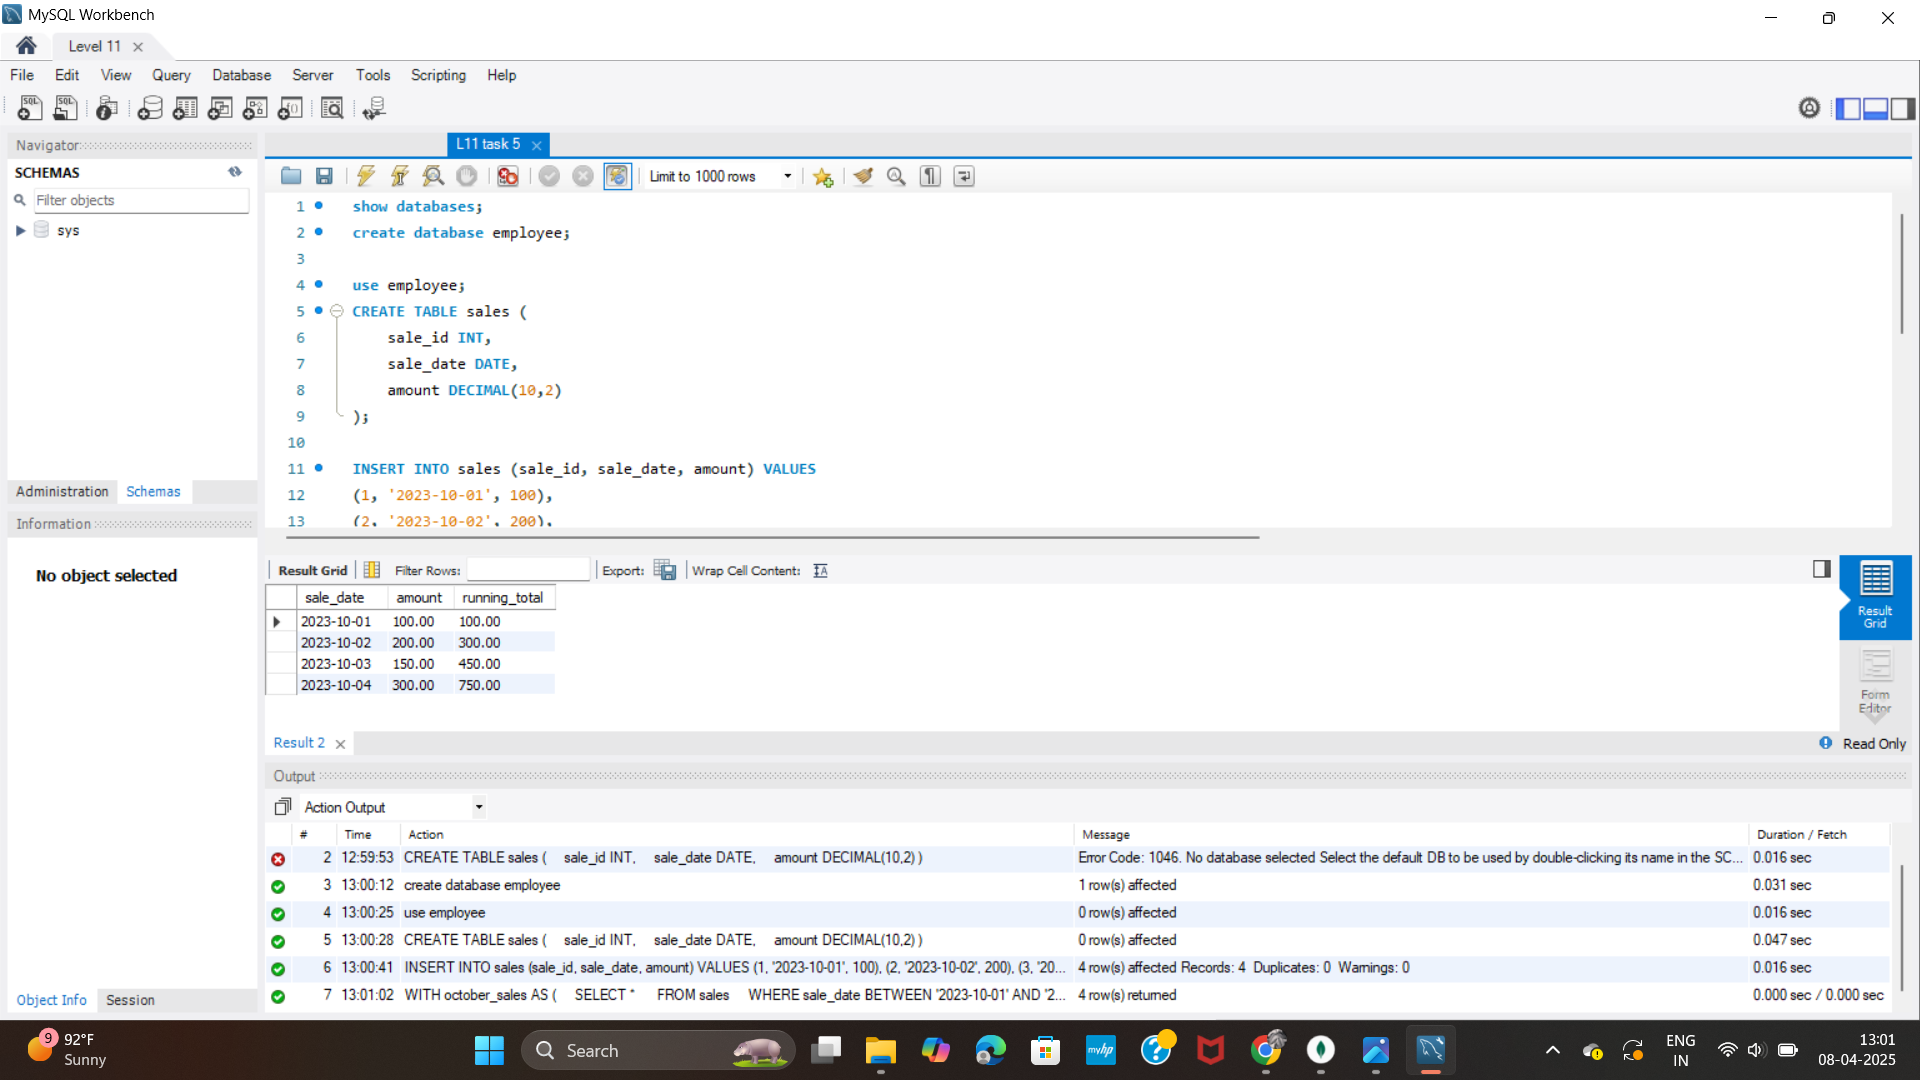 MySQL Workbench
Level 11
File Edit View Query Database Server Tools Scripting Help
Navigator
SCHEMAS
Filter objects
sys
Administration Schemas
Information
No object selected
Object Info Session
L11 task 5
Limit to 1000 rows
1 show databases;
2 create database employee;
3
4 use employee;
5 CREATE TABLE sales (
6 sale_id INT,
7 sale_date DATE,
8 amount DECIMAL(10,2)
9 );
10
11 INSERT INTO sales (sale_id, sale_date, amount) VALUES
12 (1, '2023-10-01', 100),
13 (2, '2023-10-02', 200),
Result Grid Filter Rows: Export: Wrap Cell Content:
sale_date amount running_total
2023-10-01 100.00 100.00
2023-10-02 200.00 300.00
2023-10-03 150.00 450.00
2023-10-04 300.00 750.00
Result Grid
Form Editor
Result 2
Read Only
Output
Action Output
# Time Action Message Duration / Fetch
2 12:59:53 CREATE TABLE sales ( sale_id INT, sale_date DATE, amount DECIMAL(10,2) ) Error Code: 1046. No database selected Select the default DB to be used by double-clicking its name in the SC... 0.016 sec
3 13:00:12 create database employee 1 row(s) affected 0.031 sec
4 13:00:25 use employee 0 row(s) affected 0.016 sec
5 13:00:28 CREATE TABLE sales ( sale_id INT, sale_date DATE, amount DECIMAL(10,2) ) 0 row(s) affected 0.047 sec
6 13:00:41 INSERT INTO sales (sale_id, sale_date, amount) VALUES (1, '2023-10-01', 100), (2, '2023-10-02', 200), (3, '20... 4 row(s) affected Records: 4 Duplicates: 0 Warnings: 0 0.016 sec
7 13:01:02 WITH october_sales AS ( SELECT * FROM sales WHERE sale_date BETWEEN '2023-10-01' AND '2... 4 row(s) returned 0.000 sec / 0.000 sec
9
92°F
Sunny
Search
myhp
ENG
IN
13:01
08-04-2025